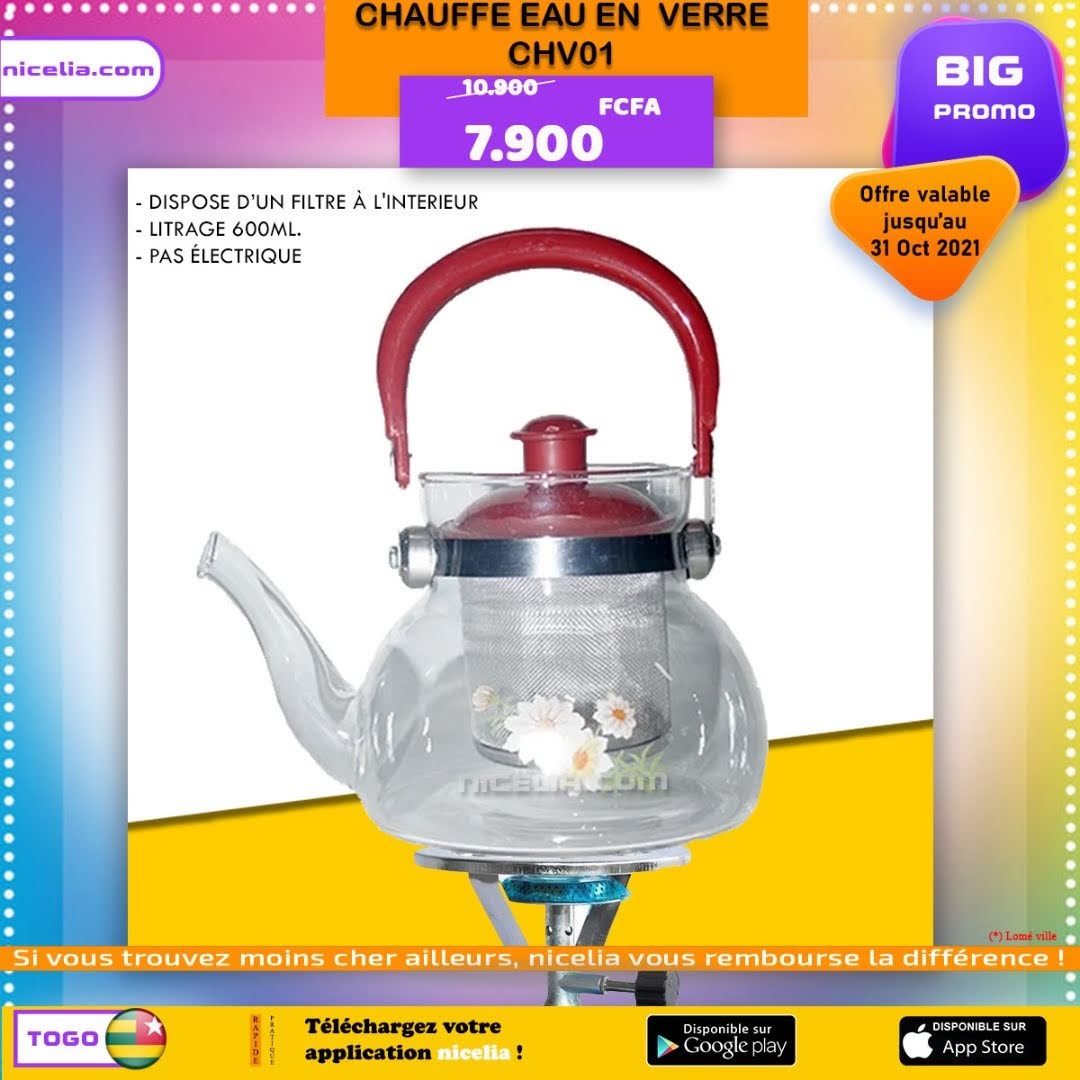 CHAUFFE EAU EN VERRE
CHV01
nicelia.com
10.900
FCFA
7.900
BIG
PROMO
Offre valable
jusqu'au
31 Oct 2021
- DISPOSE D'UN FILTRE À L'INTERIEUR
- LITRAGE 600ML.
- PAS ÉLECTRIQUE
NICELIA.COM
(*) Lomé ville
Si vous trouvez moins cher ailleurs, nicelia vous rembourse la différence !
TOGO
RAPIDE
PRATIQUE
Téléchargez votre
application nicelia !
Disponible sur
Google play
DISPONIBLE SUR
App Store